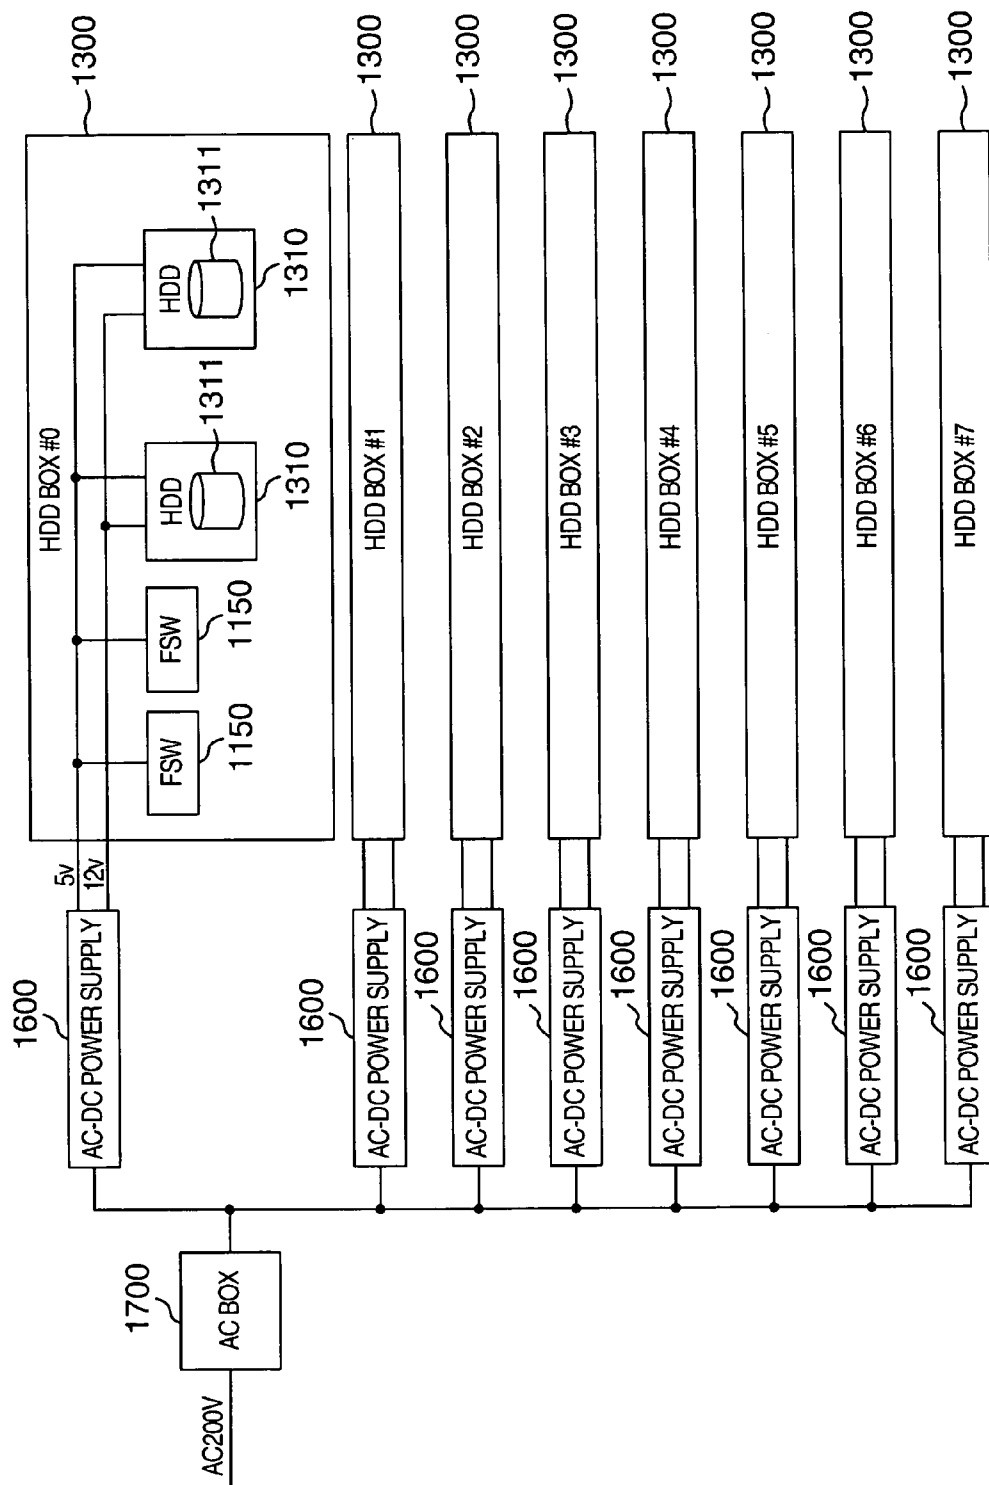 AC200V
AC BOX
1700
AC-DC POWER SUPPLY
1600
5v
12v
HDD BOX #0
1300
FSW
1150
FSW
1150
HDD
1311
1310
HDD
1311
1310
AC-DC POWER SUPPLY
1600
HDD BOX #1
1300
AC-DC POWER SUPPLY
1600
HDD BOX #2
1300
AC-DC POWER SUPPLY
1600
HDD BOX #3
1300
AC-DC POWER SUPPLY
1600
HDD BOX #4
1300
AC-DC POWER SUPPLY
1600
HDD BOX #5
1300
AC-DC POWER SUPPLY
1600
HDD BOX #6
1300
AC-DC POWER SUPPLY
1600
HDD BOX #7
1300